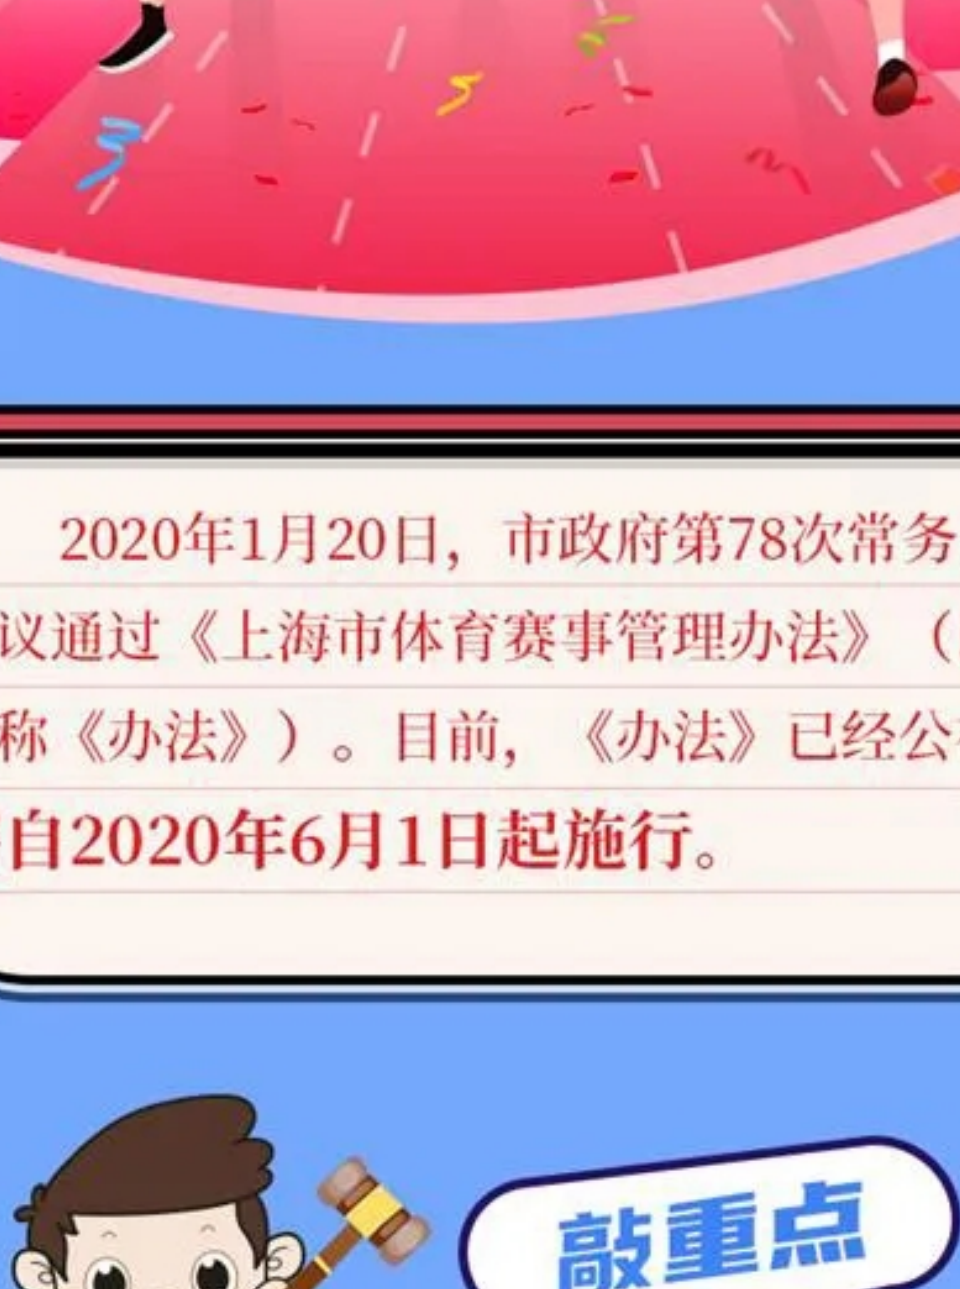 2020年1月20日，市政府第78次常务
议通过《上海市体育赛事管理办法》（
称《办法》）。目前，《办法》已经公
自2020年6月1日起施行。
敲重点